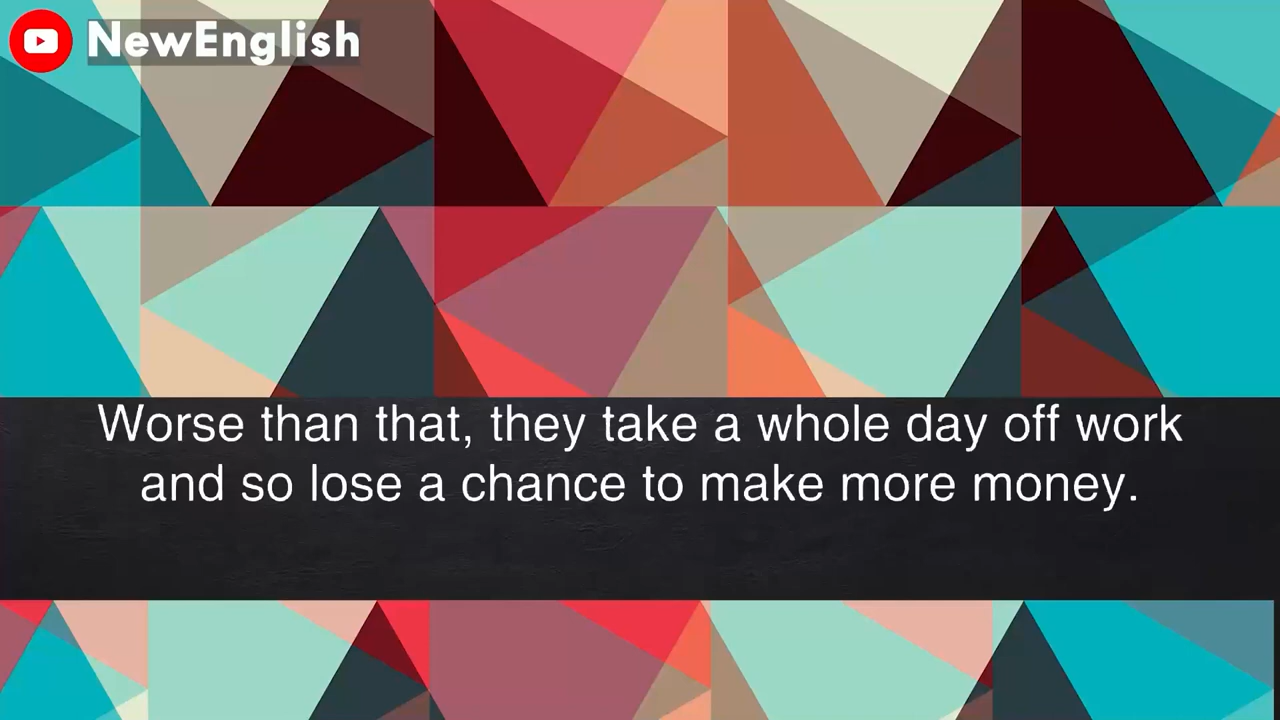 NewEnglish
Worse than that, they take a whole day off work
and so lose a chance to make more money.